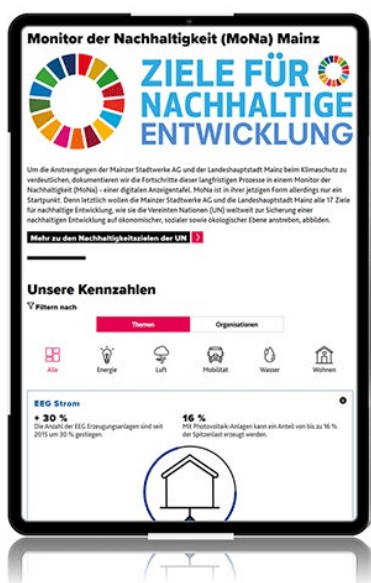 Monitor der Nachhaltigkeit (MoNa) Mainz
ZIELE FÜR
NACHHALTIGE
ENTWICKLUNG
Um die Anstrengungen der Mainzer Stadtwerke AG und der Landeshauptstadt Mainz beim Klimaschutz zu
verdeutlichen, dokumentieren wir die Fortschritte dieser langfristigen Prozesse in einem Monitor der
Nachhaltigkeit (MoNa) - einer digitalen Anzeigentafel. MoNa ist in ihrer jetzigen Form allerdings nur ein
Startpunkt. Denn letztlich wollen die Mainzer Stadtwerke AG und die Landeshauptstadt Mainz alle 17 Ziele
für nachhaltige Entwicklung, wie sie die Vereinten Nationen (UN) weltweit zur Sicherung einer
nachhaltigen Entwicklung auf ökonomischer, sozialer sowie ökologischer Ebene anstreben, abbilden.
Mehr zu den Nachhaltigkeitszielen der UN
Unsere Kennzahlen
Filtern nach
Themen Organisationen
Alle Energie Luft Mobilität Wasser Wohnen
EEG Strom
+ 30 % 16 %
Die Anzahl der EEG Erzeugungsanlagen sind seit Mit Photovoltaik-Anlagen kann ein Anteil von bis zu 16 %
2015 um 30 % gestiegen. der Spitzenlast erzeugt werden.